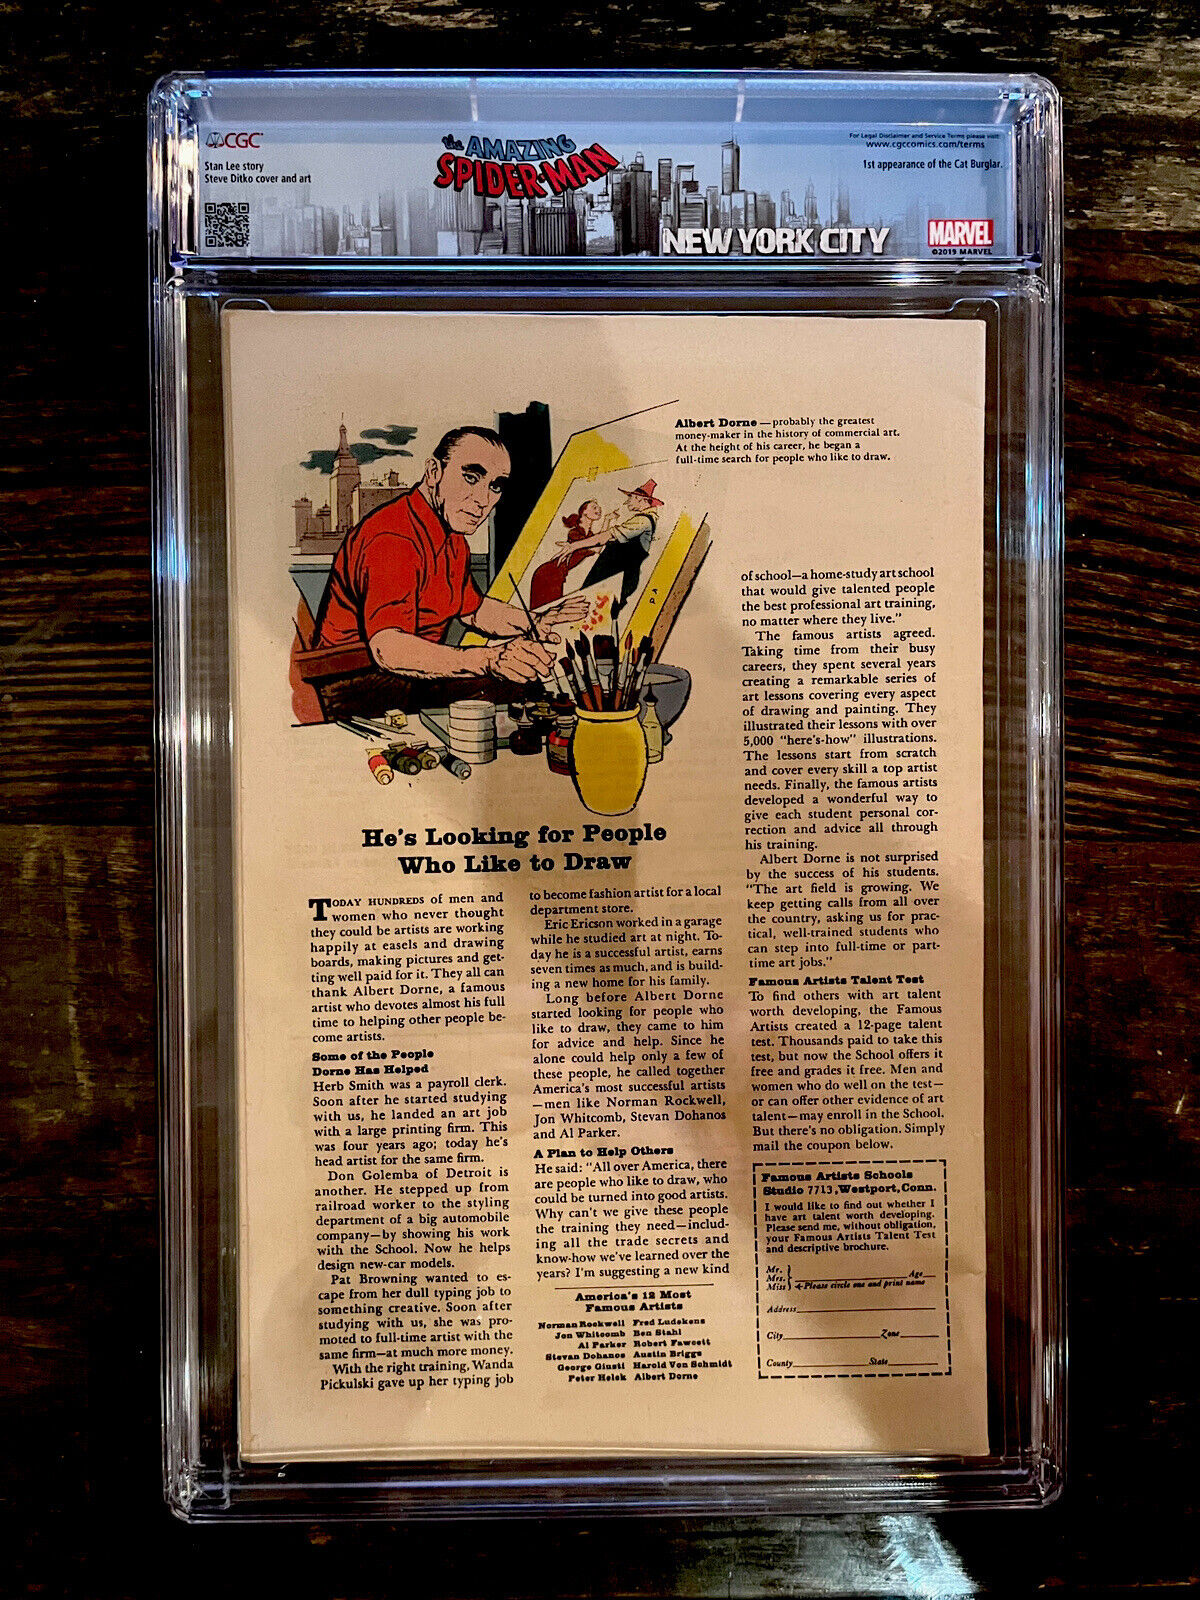 CGC
Stan Lee story
Steve Ditko cover and art
the AMAZING
SPIDER-MAN
NEW YORK CITY
For Legal Disclaimer and Service Terms please visit:
www.cgccomics.com/terms
1st appearance of the Cat Burglar.
MARVEL
©2019 MARVEL
Albert Dorne — probably the greatest
money-maker in the history of commercial art.
At the height of his career, he began a
full-time search for people who like to draw.
He's Looking for People
Who Like to Draw
TODAY HUNDREDS of men and
women who never thought
they could be artists are working
happily at easels and drawing
boards, making pictures and get-
ting well paid for it. They all can
thank Albert Dorne, a famous
artist who devotes almost his full
time to helping other people be-
come artists.
Some of the People
Dorne Has Helped
Herb Smith was a payroll clerk.
Soon after he started studying
with us, he landed an art job
with a large printing firm. This
was four years ago; today he's
head artist for the same firm.
Don Golemba of Detroit is
another. He stepped up from
railroad worker to the styling
department of a big automobile
company—by showing his work
with the School. Now he helps
design new-car models.
Pat Browning wanted to es-
cape from her dull typing job to
something creative. Soon after
studying with us, she was pro-
moted to full-time artist with the
same firm—at much more money.
With the right training, Wanda
Pickulski gave up her typing job
to become fashion artist for a local
department store.
Eric Ericson worked in a garage
while he studied art at night. To-
day he is a successful artist, earns
seven times as much, and is build-
ing a new home for his family.
Long before Albert Dorne
started looking for people who
like to draw, they came to him
for advice and help. Since he
alone could help only a few of
these people, he called together
America's most successful artists
—men like Norman Rockwell,
Jon Whitcomb, Stevan Dohanos
and Al Parker.
A Plan to Help Others
He said: "All over America, there
are people who like to draw, who
could be turned into good artists.
Why can't we give these people
the training they need—includ-
ing all the trade secrets and
know-how we've learned over the
years? I'm suggesting a new kind
America's 12 Most
Famous Artists
Norman Rockwell Fred Ludekens
Jon Whitcomb Ben Stahl
Al Parker Robert Fawcett
Stevan Dohanos Austin Briggs
George Giusti Harold Von Schmidt
Peter Helck Albert Dorne
of school—a home-study art school
that would give talented people
the best professional art training,
no matter where they live."
The famous artists agreed.
Taking time from their busy
careers, they spent several years
creating a remarkable series of
art lessons covering every aspect
of drawing and painting. They
illustrated their lessons with over
5,000 "here's-how" illustrations.
The lessons start from scratch
and cover every skill a top artist
needs. Finally, the famous artists
developed a wonderful way to
give each student personal cor-
rection and advice all through
his training.
Albert Dorne is not surprised
by the success of his students.
"The art field is growing. We
keep getting calls from all over
the country, asking us for prac-
tical, well-trained students who
can step into full-time or part-
time art jobs."
Famous Artists Talent Test
To find others with art talent
worth developing, the Famous
Artists created a 12-page talent
test. Thousands paid to take this
test, but now the School offers it
free and grades it free. Men and
women who do well on the test—
or can offer other evidence of art
talent—may enroll in the School.
But there's no obligation. Simply
mail the coupon below.
Famous Artists Schools
Studio 7713, Westport, Conn.
I would like to find out whether I
have art talent worth developing.
Please send me, without obligation,
your Famous Artists Talent Test
and descriptive brochure.
Mr.
Mrs. Age
Miss Please circle one and print name
Address
City Zone
County State